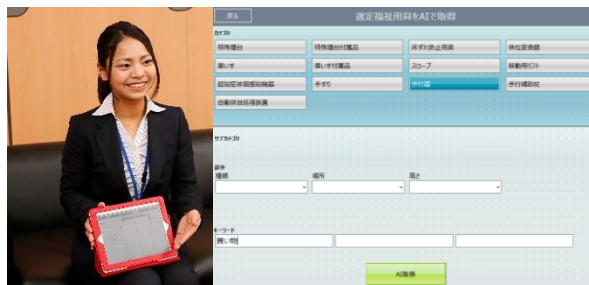 戻る
選定福祉用具をAIで取得
カテゴリ
特殊寝台
特殊寝台付属品
床ずれ防止用具
体位変換器
車いす
車いす付属品
スロープ
移動用リフト
認知症徘徊感知機器
手すり
歩行器
歩行補助杖
自動排泄処理装置
サブカテゴリ
条件
種類
場所
高さ
キーワード
買い物
AI取得